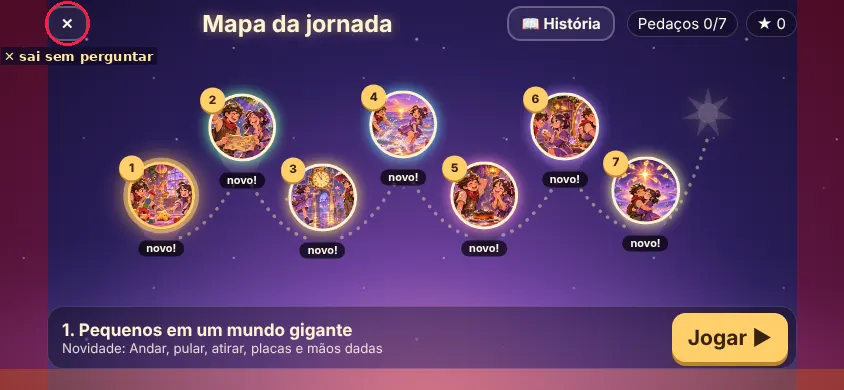 ✕
Mapa da jornada
📖 História
Pedaços 0/7
★ 0
✕ sai sem perguntar
1
novo!
2
novo!
3
novo!
4
novo!
5
novo!
6
novo!
7
novo!
1. Pequenos em um mundo gigante
Novidade: Andar, pular, atirar, placas e mãos dadas
Jogar ▶